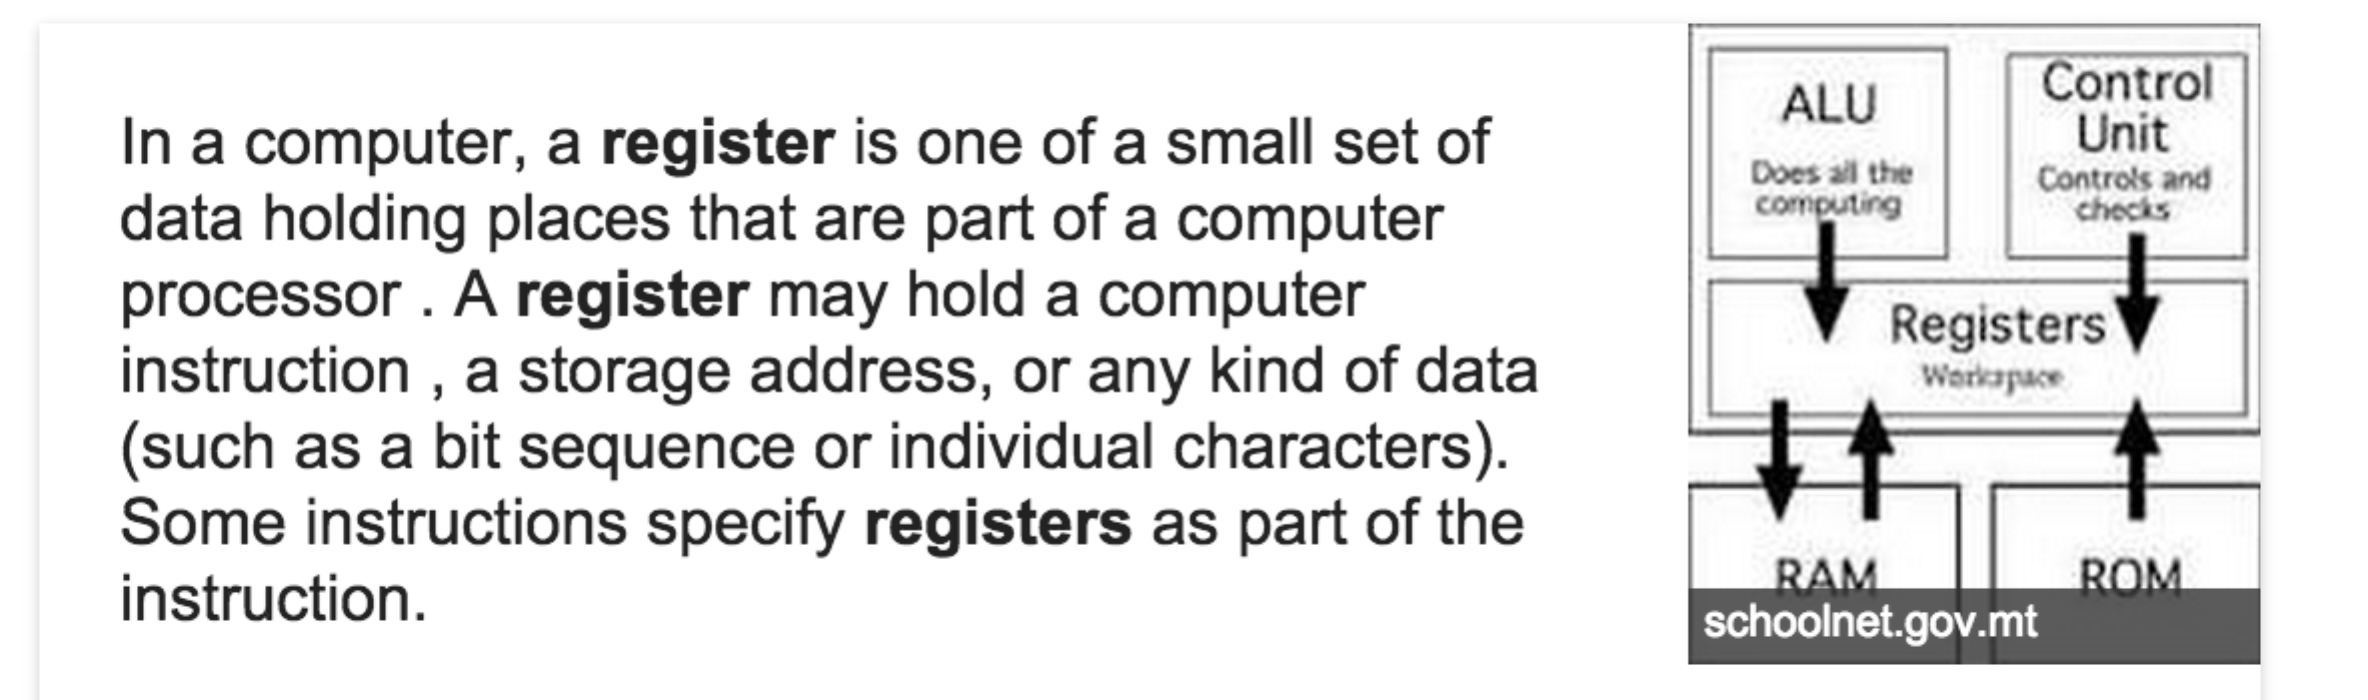 In a computer, a register is one of a small set of
data holding places that are part of a computer
processor . A register may hold a computer
instruction , a storage address, or any kind of data
(such as a bit sequence or individual characters).
Some instructions specify registers as part of the
instruction.
ALU
Does all the
computing
Control
Unit
Controls and
checks
Registers
Workspace
RAM
ROM
schoolnet.gov.mt